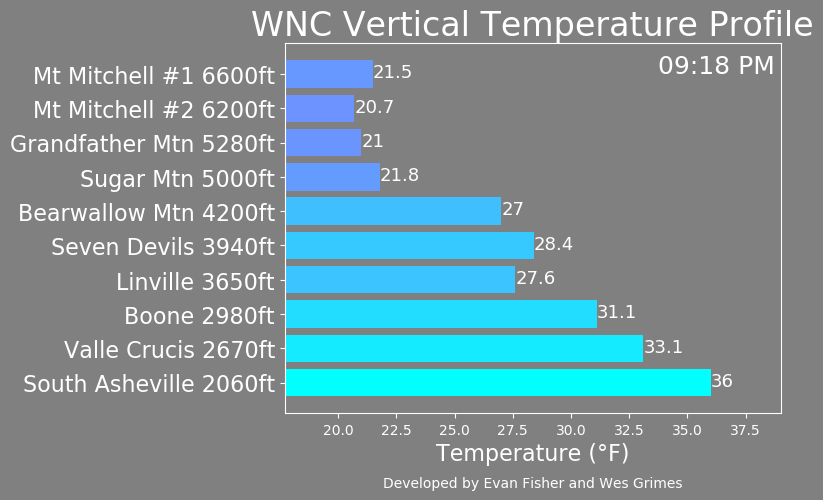 WNC Vertical Temperature Profile
09:18 PM
Mt Mitchell #1 6600ft 21.5
Mt Mitchell #2 6200ft 20.7
Grandfather Mtn 5280ft 21
Sugar Mtn 5000ft 21.8
Bearwallow Mtn 4200ft 27
Seven Devils 3940ft 28.4
Linville 3650ft 27.6
Boone 2980ft 31.1
Valle Crucis 2670ft 33.1
South Asheville 2060ft 36
20.0 22.5 25.0 27.5 30.0 32.5 35.0 37.5
Temperature (°F)
Developed by Evan Fisher and Wes Grimes